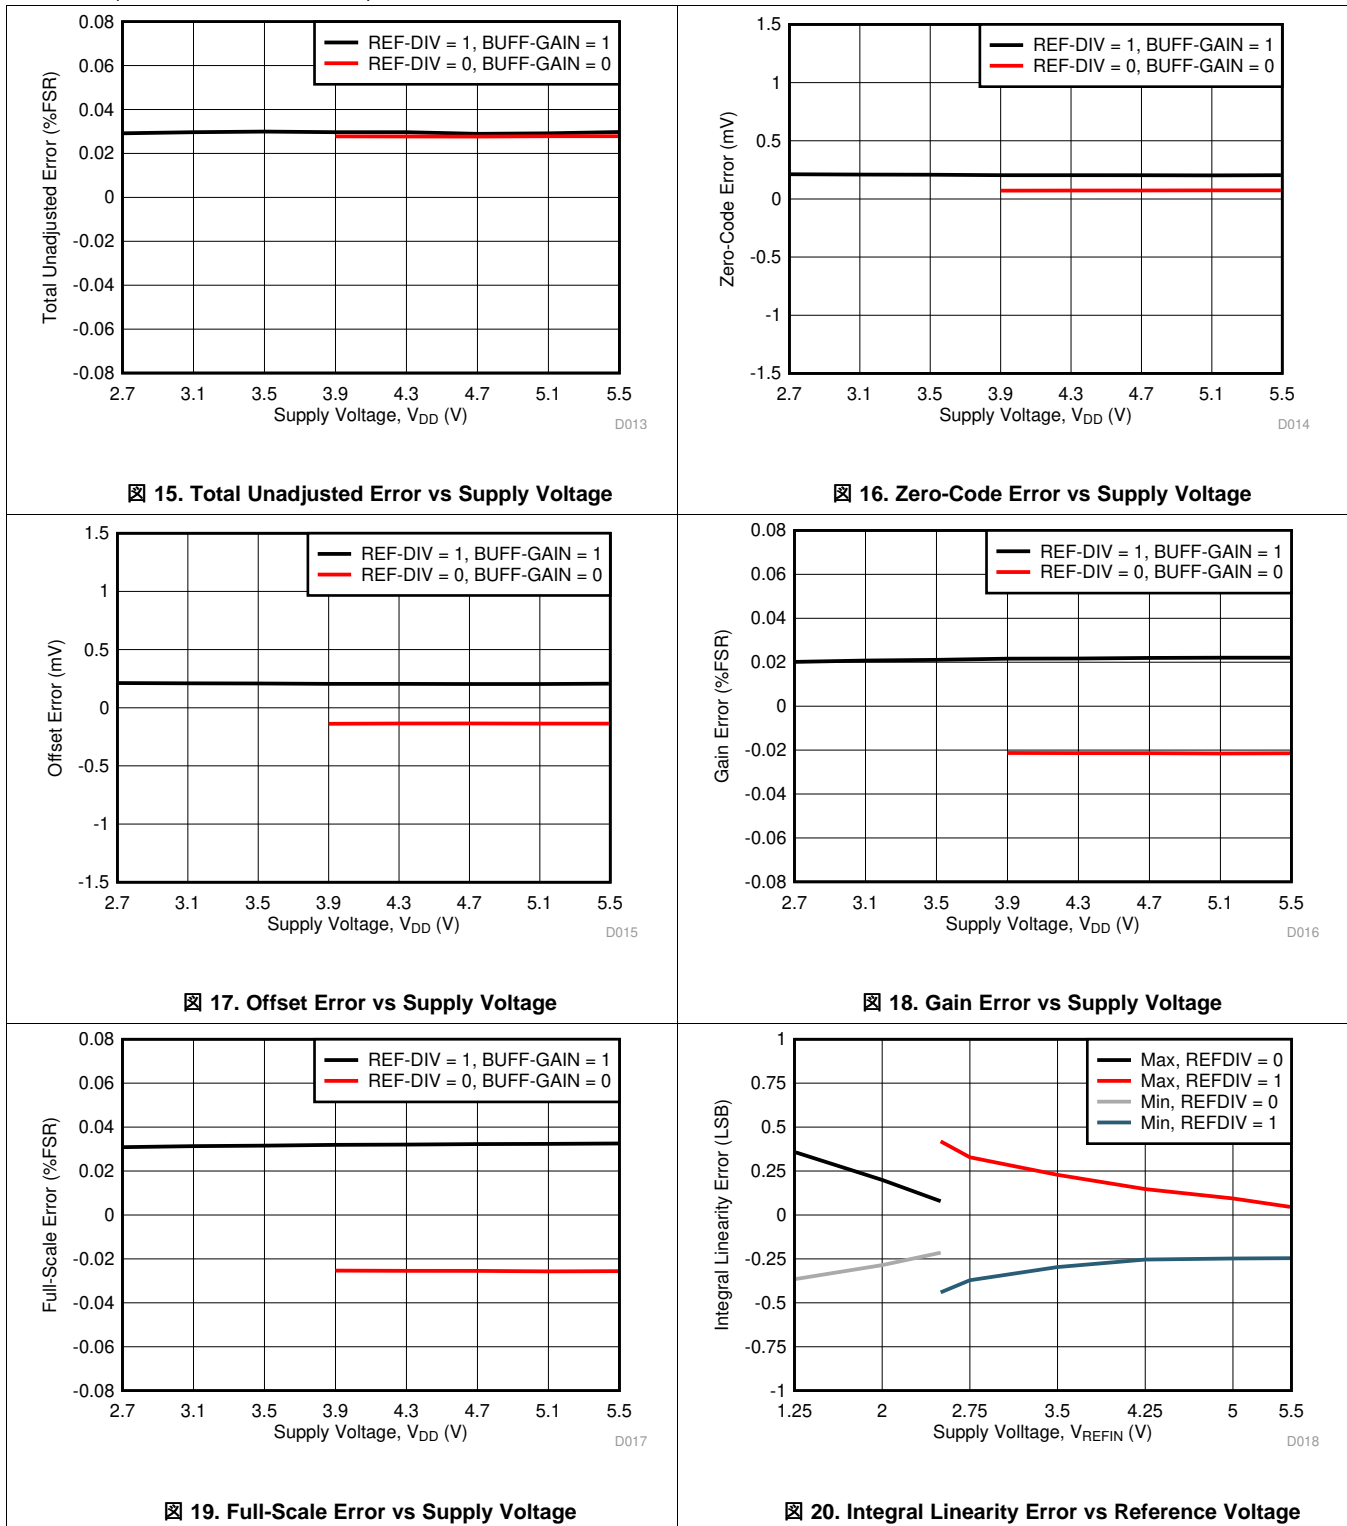 0.08
0.06
0.04
0.02
0
-0.02
-0.04
-0.06
-0.08
Total Unadjusted Error (%FSR)
REF-DIV = 1, BUFF-GAIN = 1
REF-DIV = 0, BUFF-GAIN = 0
2.7 3.1 3.5 3.9 4.3 4.7 5.1 5.5
Supply Voltage, VDD (V)
D013
図 15. Total Unadjusted Error vs Supply Voltage
1.5
1
0.5
0
-0.5
-1
-1.5
Zero-Code Error (mV)
REF-DIV = 1, BUFF-GAIN = 1
REF-DIV = 0, BUFF-GAIN = 0
2.7 3.1 3.5 3.9 4.3 4.7 5.1 5.5
Supply Voltage, VDD (V)
D014
図 16. Zero-Code Error vs Supply Voltage
1.5
1
0.5
0
-0.5
-1
-1.5
Offset Error (mV)
REF-DIV = 1, BUFF-GAIN = 1
REF-DIV = 0, BUFF-GAIN = 0
2.7 3.1 3.5 3.9 4.3 4.7 5.1 5.5
Supply Voltage, VDD (V)
D015
図 17. Offset Error vs Supply Voltage
0.08
0.06
0.04
0.02
0
-0.02
-0.04
-0.06
-0.08
Gain Error (%FSR)
REF-DIV = 1, BUFF-GAIN = 1
REF-DIV = 0, BUFF-GAIN = 0
2.7 3.1 3.5 3.9 4.3 4.7 5.1 5.5
Supply Voltage, VDD (V)
D016
図 18. Gain Error vs Supply Voltage
0.08
0.06
0.04
0.02
0
-0.02
-0.04
-0.06
-0.08
Full-Scale Error (%FSR)
REF-DIV = 1, BUFF-GAIN = 1
REF-DIV = 0, BUFF-GAIN = 0
2.7 3.1 3.5 3.9 4.3 4.7 5.1 5.5
Supply Voltage, VDD (V)
D017
図 19. Full-Scale Error vs Supply Voltage
1
0.75
0.5
0.25
0
-0.25
-0.5
-0.75
-1
Integral Linearity Error (LSB)
Max, REFDIV = 0
Max, REFDIV = 1
Min, REFDIV = 0
Min, REFDIV = 1
1.25 2 2.75 3.5 4.25 5 5.5
Supply Volltage, VREFIN (V)
D018
図 20. Integral Linearity Error vs Reference Voltage